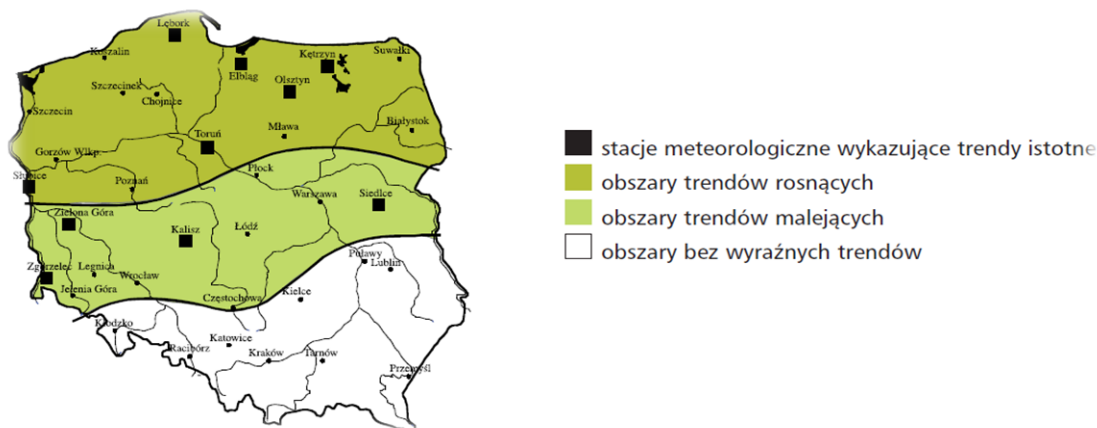 Lębork
Koszalin
Kętrzyn
Suwałki
Elbląg
Olsztyn
Szczecinek
Chojnice
Szczecin
Białystok
Toruń
Mława
Gorzów Wlkp.
Płock
Słubice
Poznań
Warszawa
Siedlce
Zielona Góra
Kalisz
Łódź
Puławy
Lublin
Zgorzelec
Legnica
Wrocław
Jelenia Góra
Częstochowa
Kielce
Kłodzko
Katowice
Racibórz
Kraków
Tarnów
Przemyśl
stacje meteorologiczne wykazujące trendy istotne
obszary trendów rosnących
obszary trendów malejących
obszary bez wyraźnych trendów